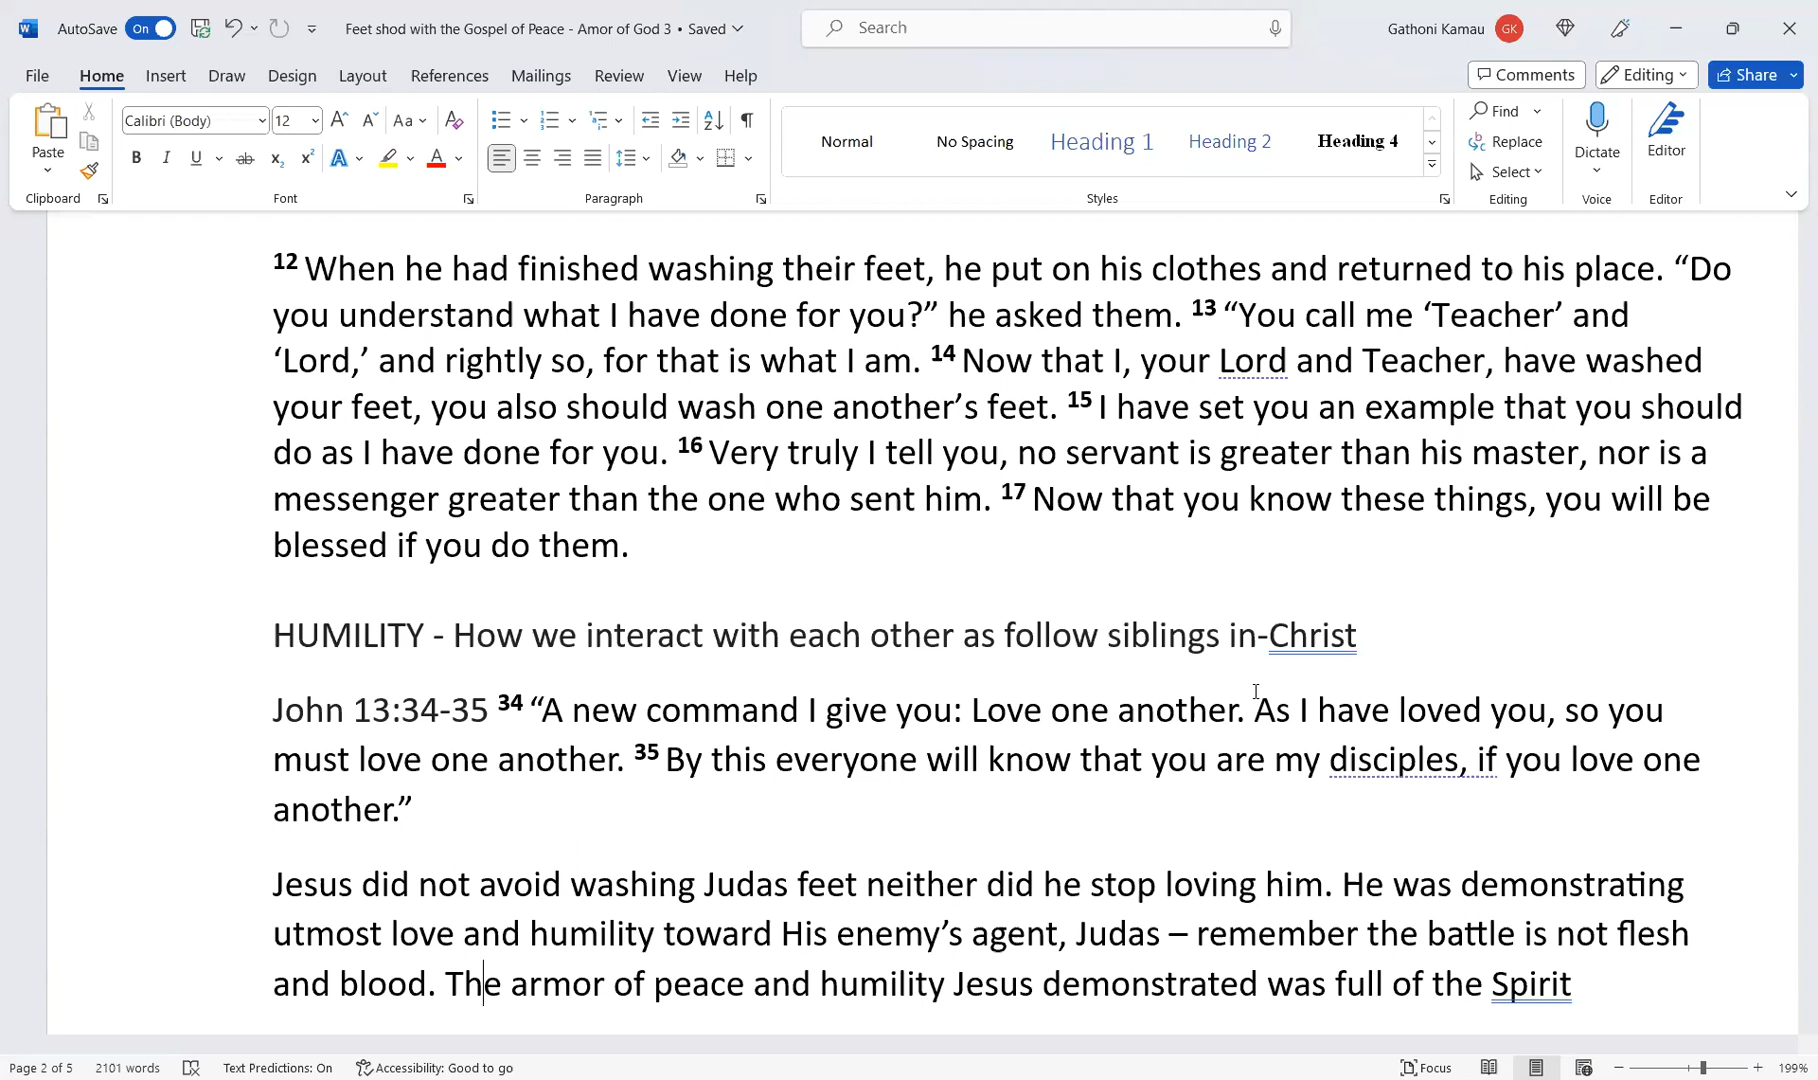 AutoSave On Feet shod with the Gospel of Peace - Amor of God 3 • Saved Search Gathoni Kamau GK
File Home Insert Draw Design Layout References Mailings Review View Help Comments Editing Share
Calibri (Body) 12 Aa
Paste
Normal No Spacing Heading 1 Heading 2 Heading 4
Find
Replace
Select
Dictate
Editor
Clipboard Font Paragraph Styles Editing Voice Editor
12 When he had finished washing their feet, he put on his clothes and returned to his place. “Do
you understand what I have done for you?” he asked them. 13 “You call me ‘Teacher’ and
‘Lord,’ and rightly so, for that is what I am. 14 Now that I, your Lord and Teacher, have washed
your feet, you also should wash one another’s feet. 15 I have set you an example that you should
do as I have done for you. 16 Very truly I tell you, no servant is greater than his master, nor is a
messenger greater than the one who sent him. 17 Now that you know these things, you will be
blessed if you do them.
HUMILITY - How we interact with each other as follow siblings in-Christ
John 13:34-35 34 “A new command I give you: Love one another. As I have loved you, so you
must love one another. 35 By this everyone will know that you are my disciples, if you love one
another.”
Jesus did not avoid washing Judas feet neither did he stop loving him. He was demonstrating
utmost love and humility toward His enemy’s agent, Judas – remember the battle is not flesh
and blood. The armor of peace and humility Jesus demonstrated was full of the Spirit
Page 2 of 5 2101 words Text Predictions: On Accessibility: Good to go Focus 199%